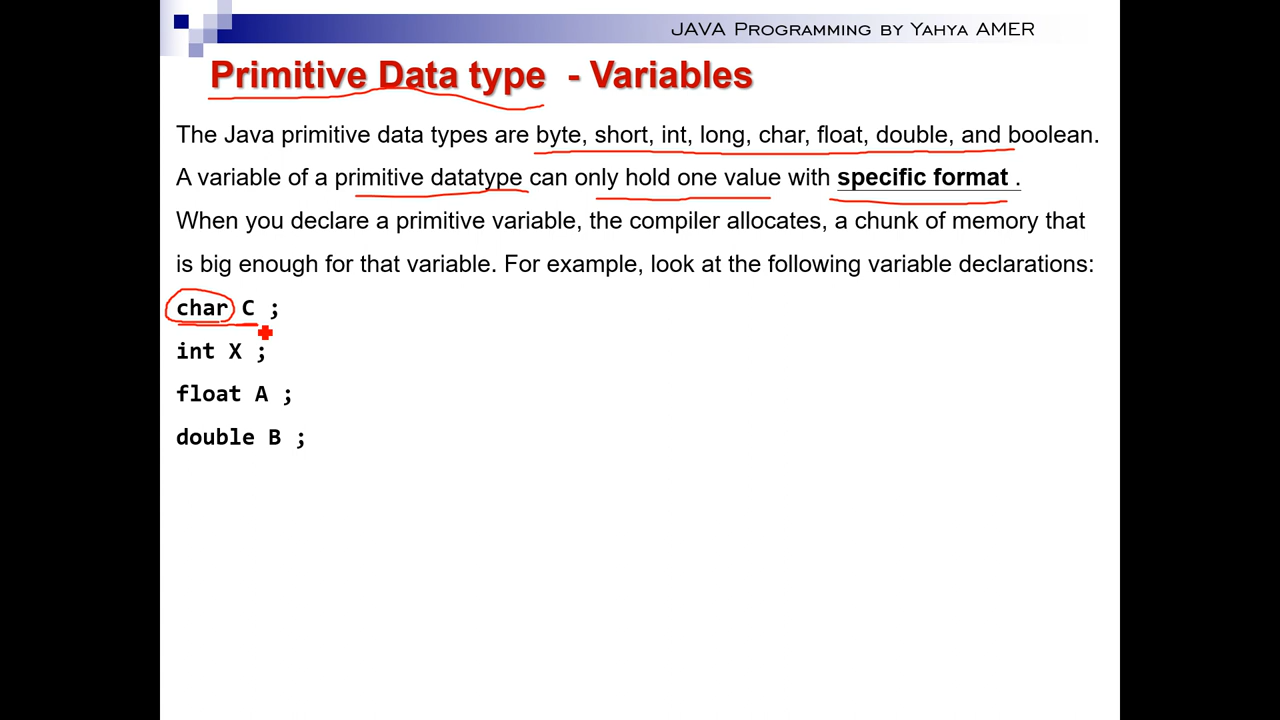 JAVA Programming by Yahya AMER
Primitive Data type - Variables
The Java primitive data types are byte, short, int, long, char, float, double, and boolean.
A variable of a primitive datatype can only hold one value with specific format .
When you declare a primitive variable, the compiler allocates, a chunk of memory that
is big enough for that variable. For example, look at the following variable declarations:
char C ;
int X ;
float A ;
double B ;